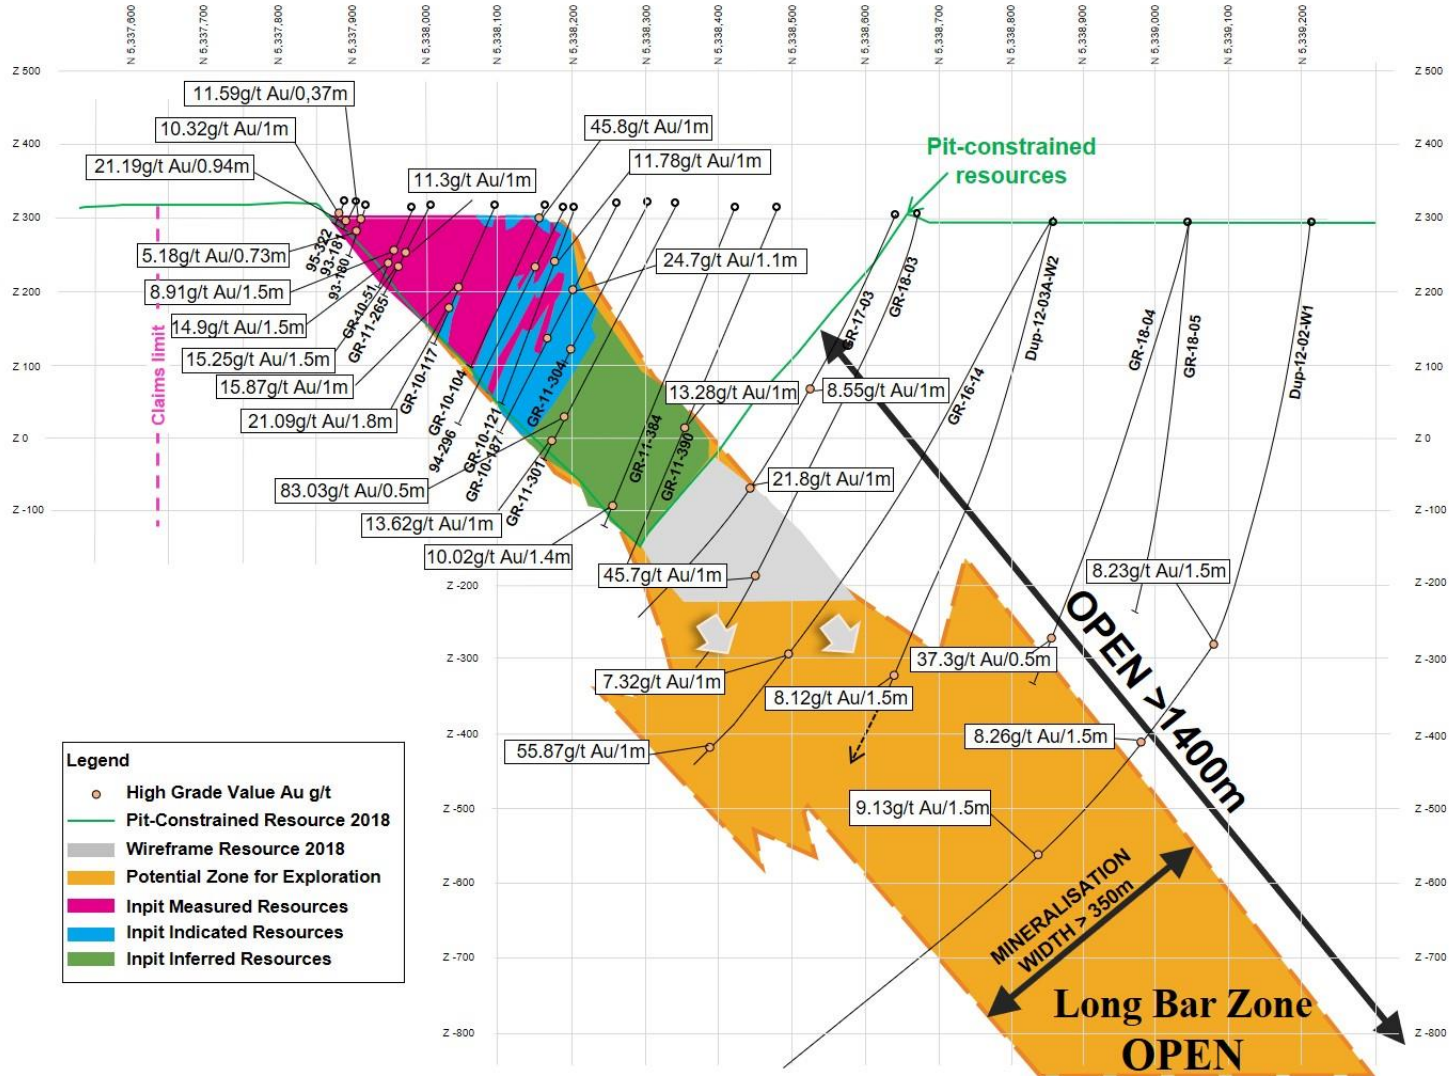 N 5,337,600
N 5,337,700
N 5,337,800
N 5,337,900
N 5,338,000
N 5,338,100
N 5,338,200
N 5,338,300
N 5,338,400
N 5,338,500
N 5,338,600
N 5,338,700
N 5,338,800
N 5,338,900
N 5,339,000
N 5,339,100
N 5,339,200
Z 500
Z 400
Z 300
Z 200
Z 100
Z 0
Z -100
Z -200
Z -300
Z -400
Z -500
Z -600
Z -700
Z -800
Z 500
Z 400
Z 300
Z 200
Z 100
Z 0
Z -100
Z -200
Z -300
Z -400
Z -500
Z -600
Z -700
Z -800
11.59g/t Au/0,37m
10.32g/t Au/1m
21.19g/t Au/0.94m
45.8g/t Au/1m
11.78g/t Au/1m
11.3g/t Au/1m
Pit-constrained
resources
5.18g/t Au/0.73m
8.91g/t Au/1.5m
14.9g/t Au/1.5m
15.25g/t Au/1.5m
15.87g/t Au/1m
21.09g/t Au/1.8m
24.7g/t Au/1.1m
13.28g/t Au/1m
8.55g/t Au/1m
83.03g/t Au/0.5m
13.62g/t Au/1m
10.02g/t Au/1.4m
21.8g/t Au/1m
45.7g/t Au/1m
7.32g/t Au/1m
8.12g/t Au/1.5m
55.87g/t Au/1m
37.3g/t Au/0.5m
8.23g/t Au/1.5m
8.26g/t Au/1.5m
9.13g/t Au/1.5m
Claims limit
95-322
93-181
93-180
GR-10-51
GR-11-265
GR-10-117
GR-10-104
94-296
GR-10-121
GR-10-187
GR-11-301
GR-11-304
GR-11-384
GR-11-390
GR-17-03
GR-18-03
GR-16-14
Dup-12-03A-W2
GR-18-04
GR-18-05
Dup-12-02-W1
OPEN >1400m
MINERALISATION
WIDTH > 350m
Long Bar Zone
OPEN
Legend
High Grade Value Au g/t
Pit-Constrained Resource 2018
Wireframe Resource 2018
Potential Zone for Exploration
Inpit Measured Resources
Inpit Indicated Resources
Inpit Inferred Resources